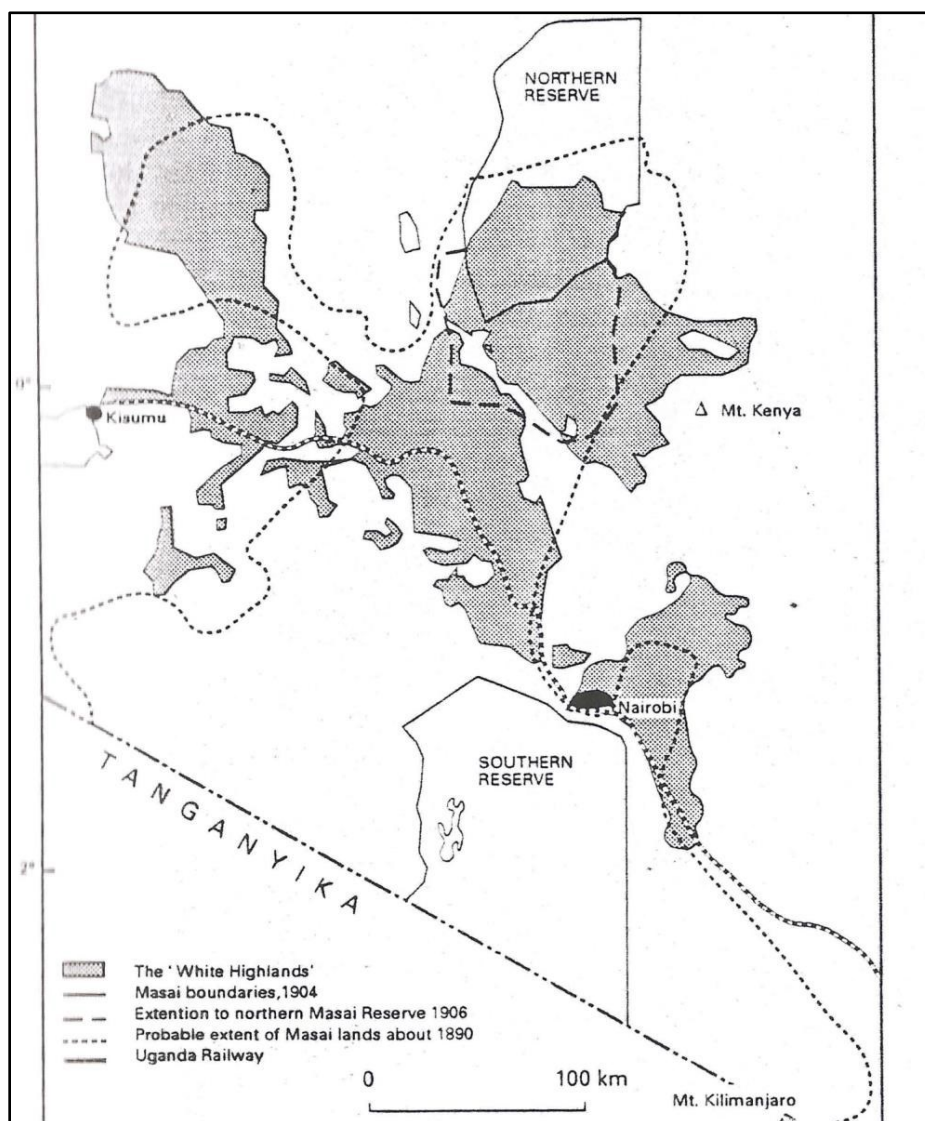 NORTHERN
RESERVE
0°
Kisumu
Δ Mt. Kenya
Nairobi
SOUTHERN
RESERVE
TANGANYIKA
2°
The 'White Highlands'
Masai boundaries,1904
Extention to northern Masai Reserve 1906
Probable extent of Masai lands about 1890
Uganda Railway
0 100 km
Mt. Kilimanjaro